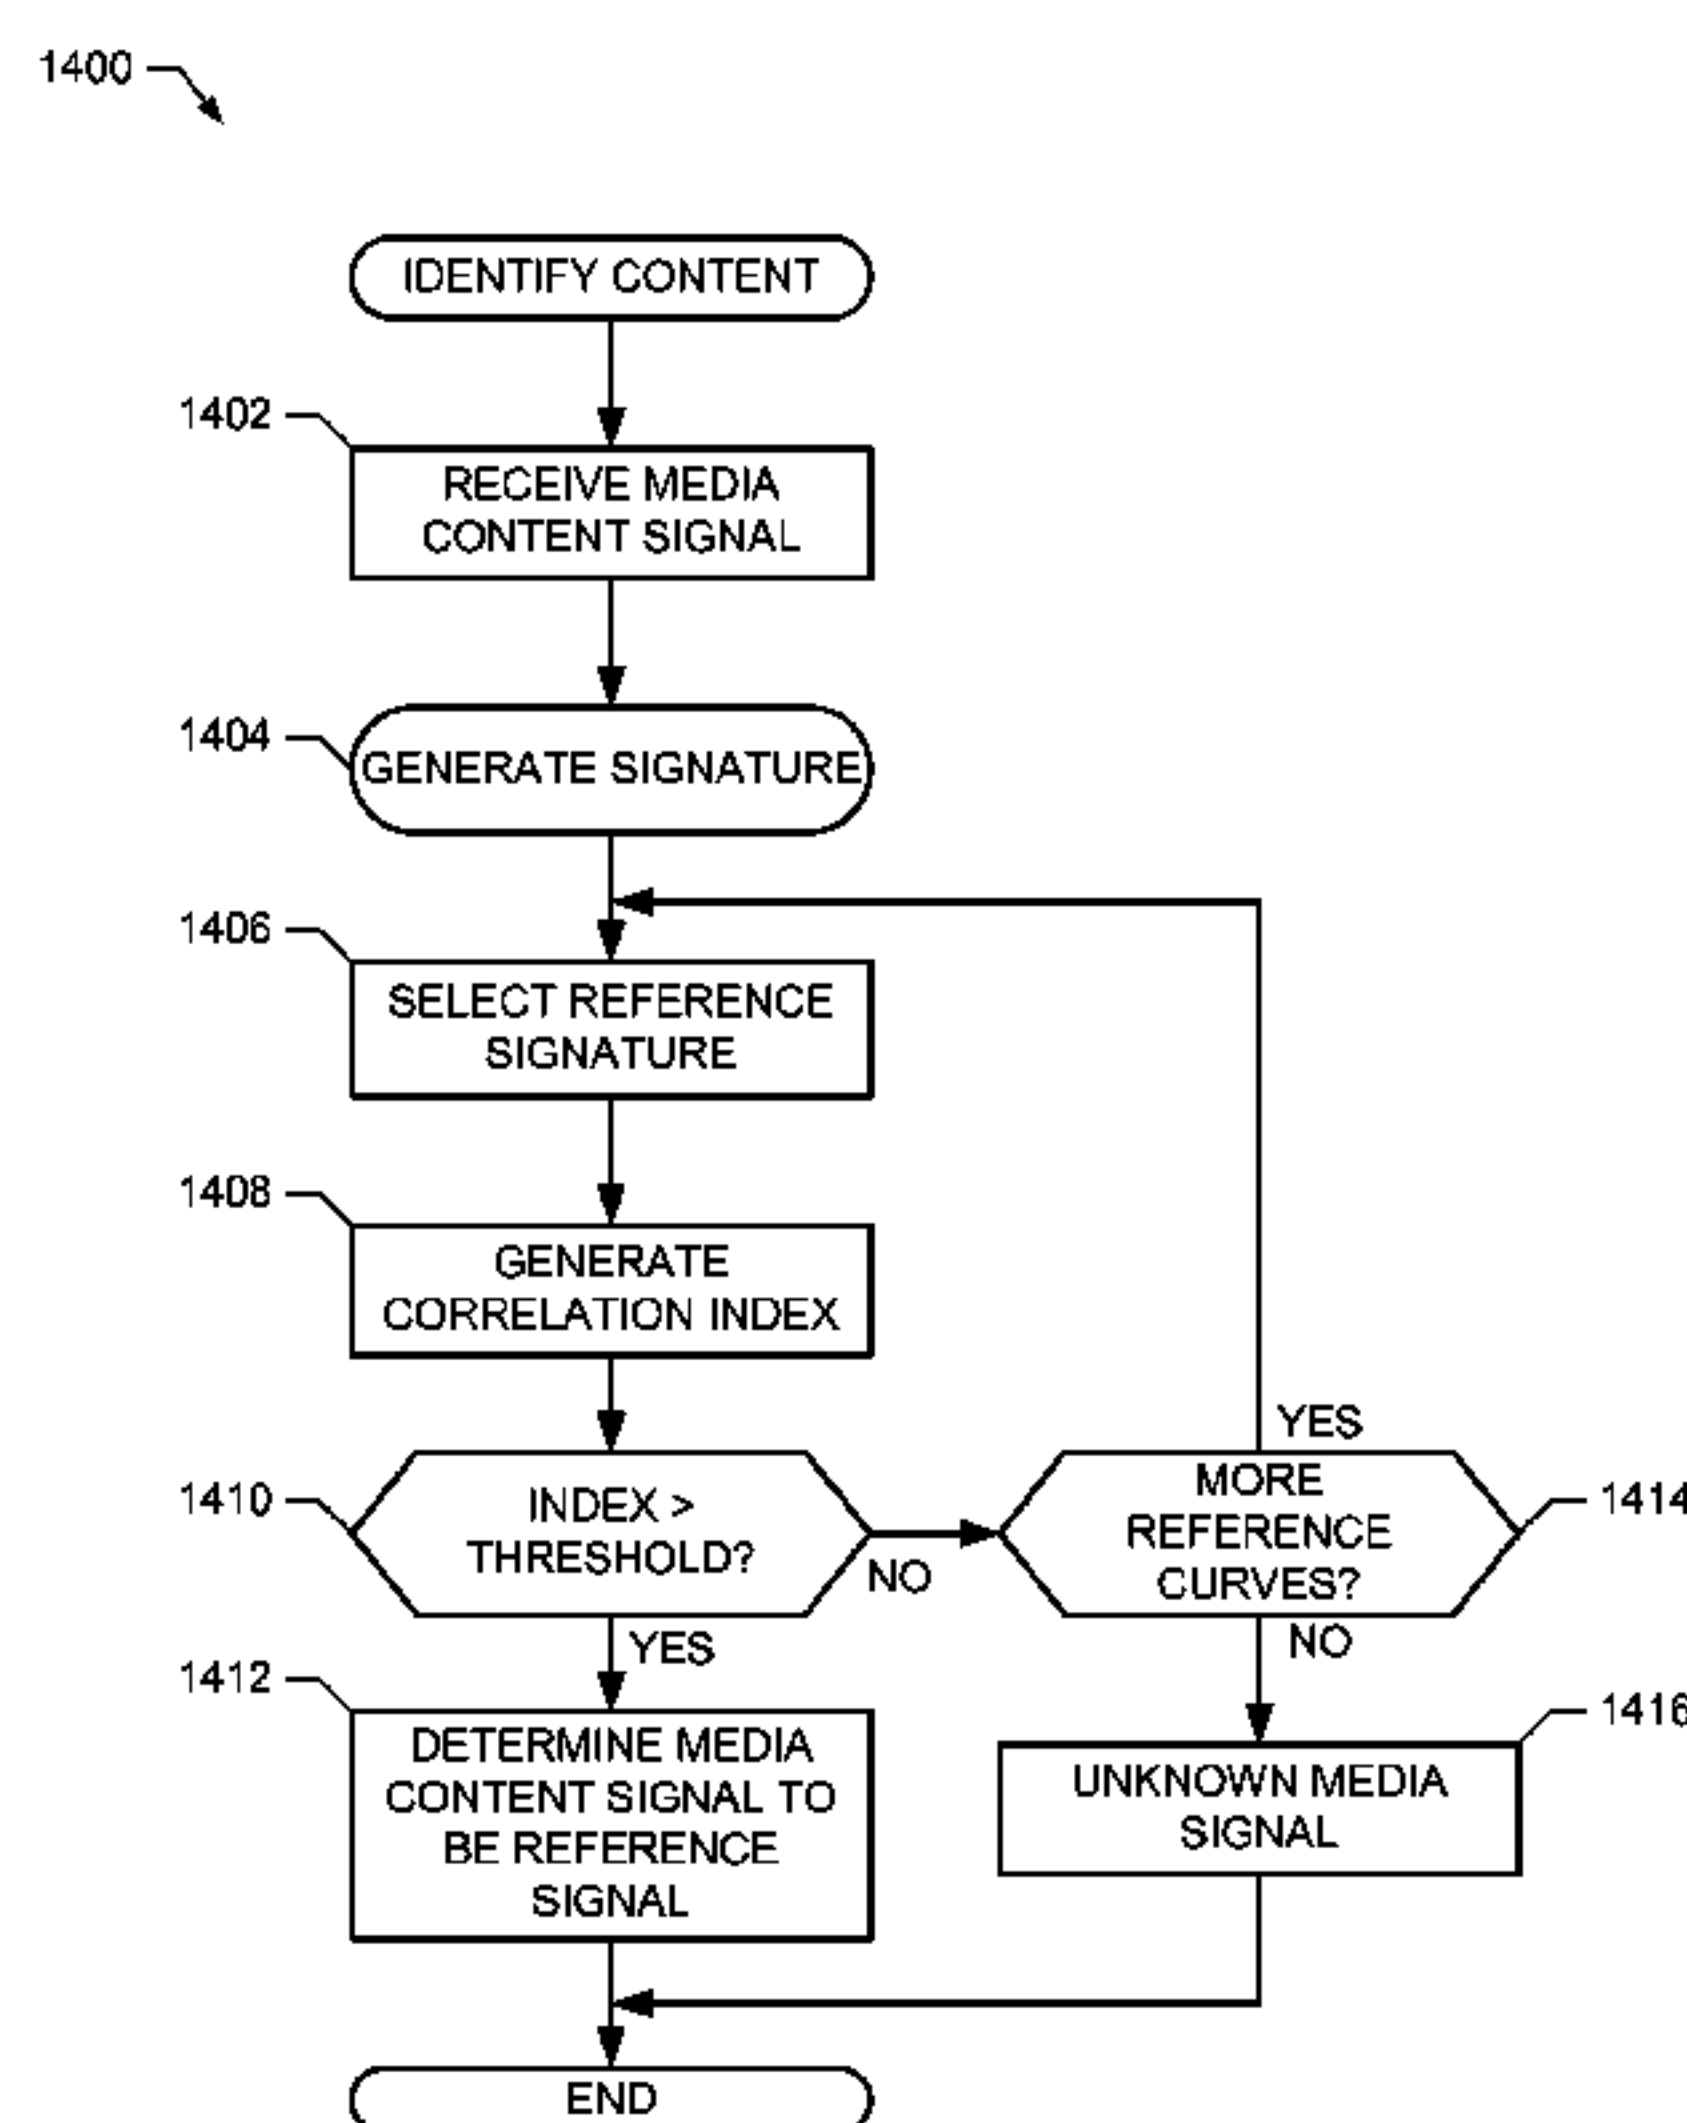 1400
IDENTIFY CONTENT
1402
RECEIVE MEDIA
CONTENT SIGNAL
1404
GENERATE SIGNATURE
1406
SELECT REFERENCE
SIGNATURE
1408
GENERATE
CORRELATION INDEX
1410
INDEX >
THRESHOLD?
NO
YES
MORE
REFERENCE
CURVES?
1414
YES
NO
1412
DETERMINE MEDIA
CONTENT SIGNAL TO
BE REFERENCE
SIGNAL
1416
UNKNOWN MEDIA
SIGNAL
END